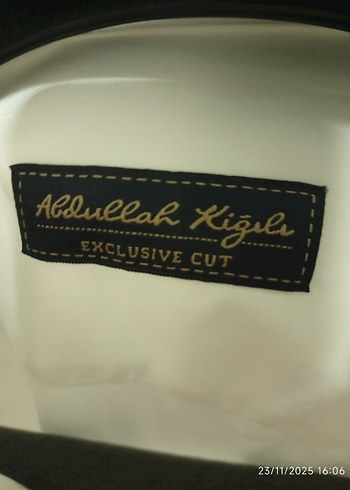 Abdullah Kiğılı
EXCLUSIVE CUT
23/11/2025 16:06